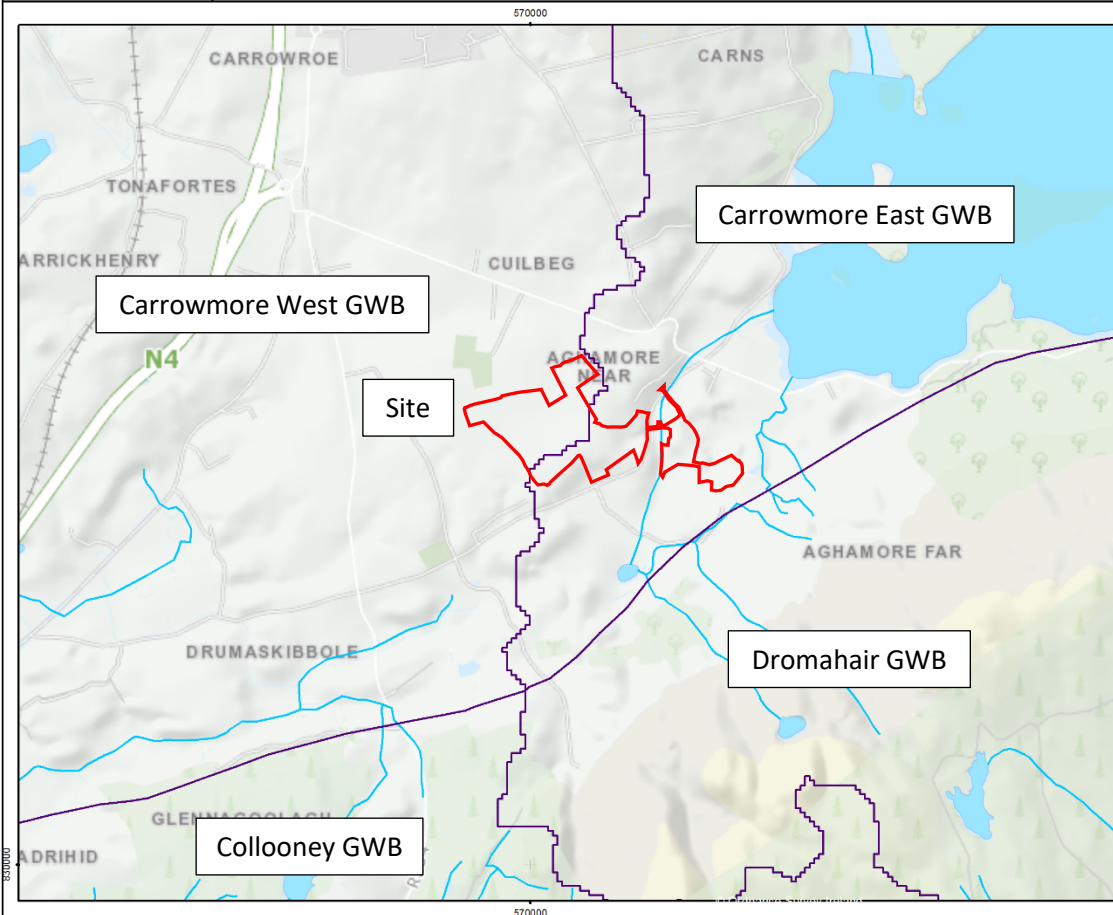 570000
CARROWROE
CARNS
TONAFORTES
Carrowmore East GWB
ARRICKHENRY
CUILBEG
Carrowmore West GWB
N4
AGHAMORE
NEAR
Site
AGHAMORE FAR
DRUMASKIBBOLE
Dromahair GWB
Collooney GWB
ADRIHID
830000
570000